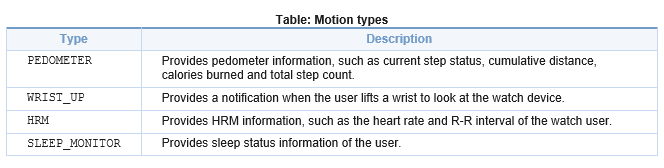 Table: Motion types
Type Description
PEDOMETER Provides pedometer information, such as current step status, cumulative distance,
calories burned and total step count.
WRIST_UP Provides a notification when the user lifts a wrist to look at the watch device.
HRM Provides HRM information, such as the heart rate and R-R interval of the watch user.
SLEEP_MONITOR Provides sleep status information of the user.